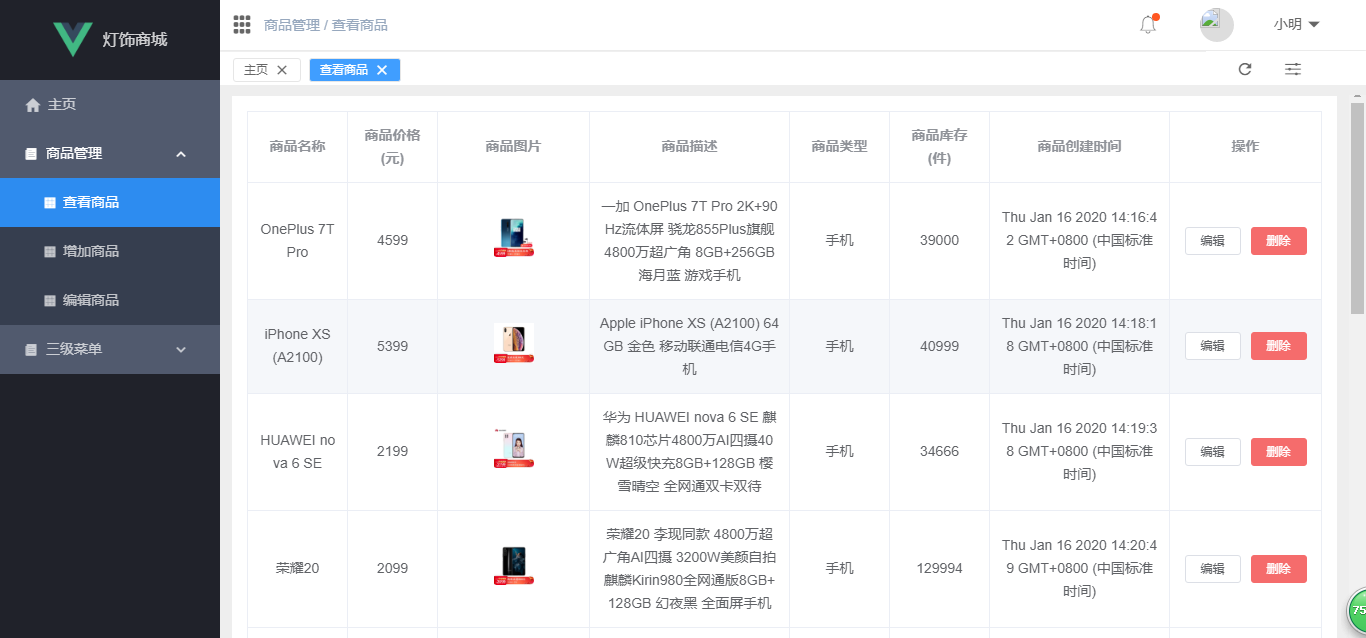 灯饰商城
商品管理 / 查看商品
小明
主页
查看商品
主页
商品管理
查看商品
增加商品
编辑商品
三级菜单
商品名称
商品价格
(元)
商品图片
商品描述
商品类型
商品库存
(件)
商品创建时间
操作
OnePlus 7T
Pro
4599
一加 OnePlus 7T Pro 2K+90
Hz流体屏 骁龙855Plus旗舰
4800万超广角 8GB+256GB
海月蓝 游戏手机
手机
39000
Thu Jan 16 2020 14:16:4
2 GMT+0800 (中国标准
时间)
编辑
删除
iPhone XS
(A2100)
5399
Apple iPhone XS (A2100) 64
GB 金色 移动联通电信4G手
机
手机
40999
Thu Jan 16 2020 14:18:1
8 GMT+0800 (中国标准
时间)
编辑
删除
HUAWEI no
va 6 SE
2199
华为 HUAWEI nova 6 SE 麒
麟810芯片4800万AI四摄40
W超级快充8GB+128GB 樱
雪晴空 全网通双卡双待
手机
34666
Thu Jan 16 2020 14:19:3
8 GMT+0800 (中国标准
时间)
编辑
删除
荣耀20
2099
荣耀20 李现同款 4800万超
广角AI四摄 3200W美颜自拍
麒麟Kirin980全网通版8GB+
128GB 幻夜黑 全面屏手机
手机
129994
Thu Jan 16 2020 14:20:4
9 GMT+0800 (中国标准
时间)
编辑
删除
75